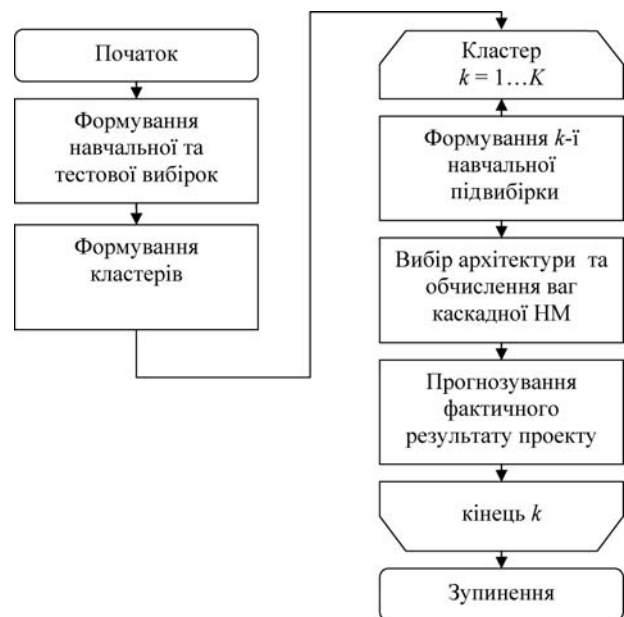 Початок
Формування
навчальної та
тестової вибірок
Формування
кластерів
Кластер
k = 1…K
Формування k-ї
навчальної
підвибірки
Вибір архітектури та
обчислення ваг
каскадної НМ
Прогнозування
фактичного
результату проекту
кінець k
Зупинення